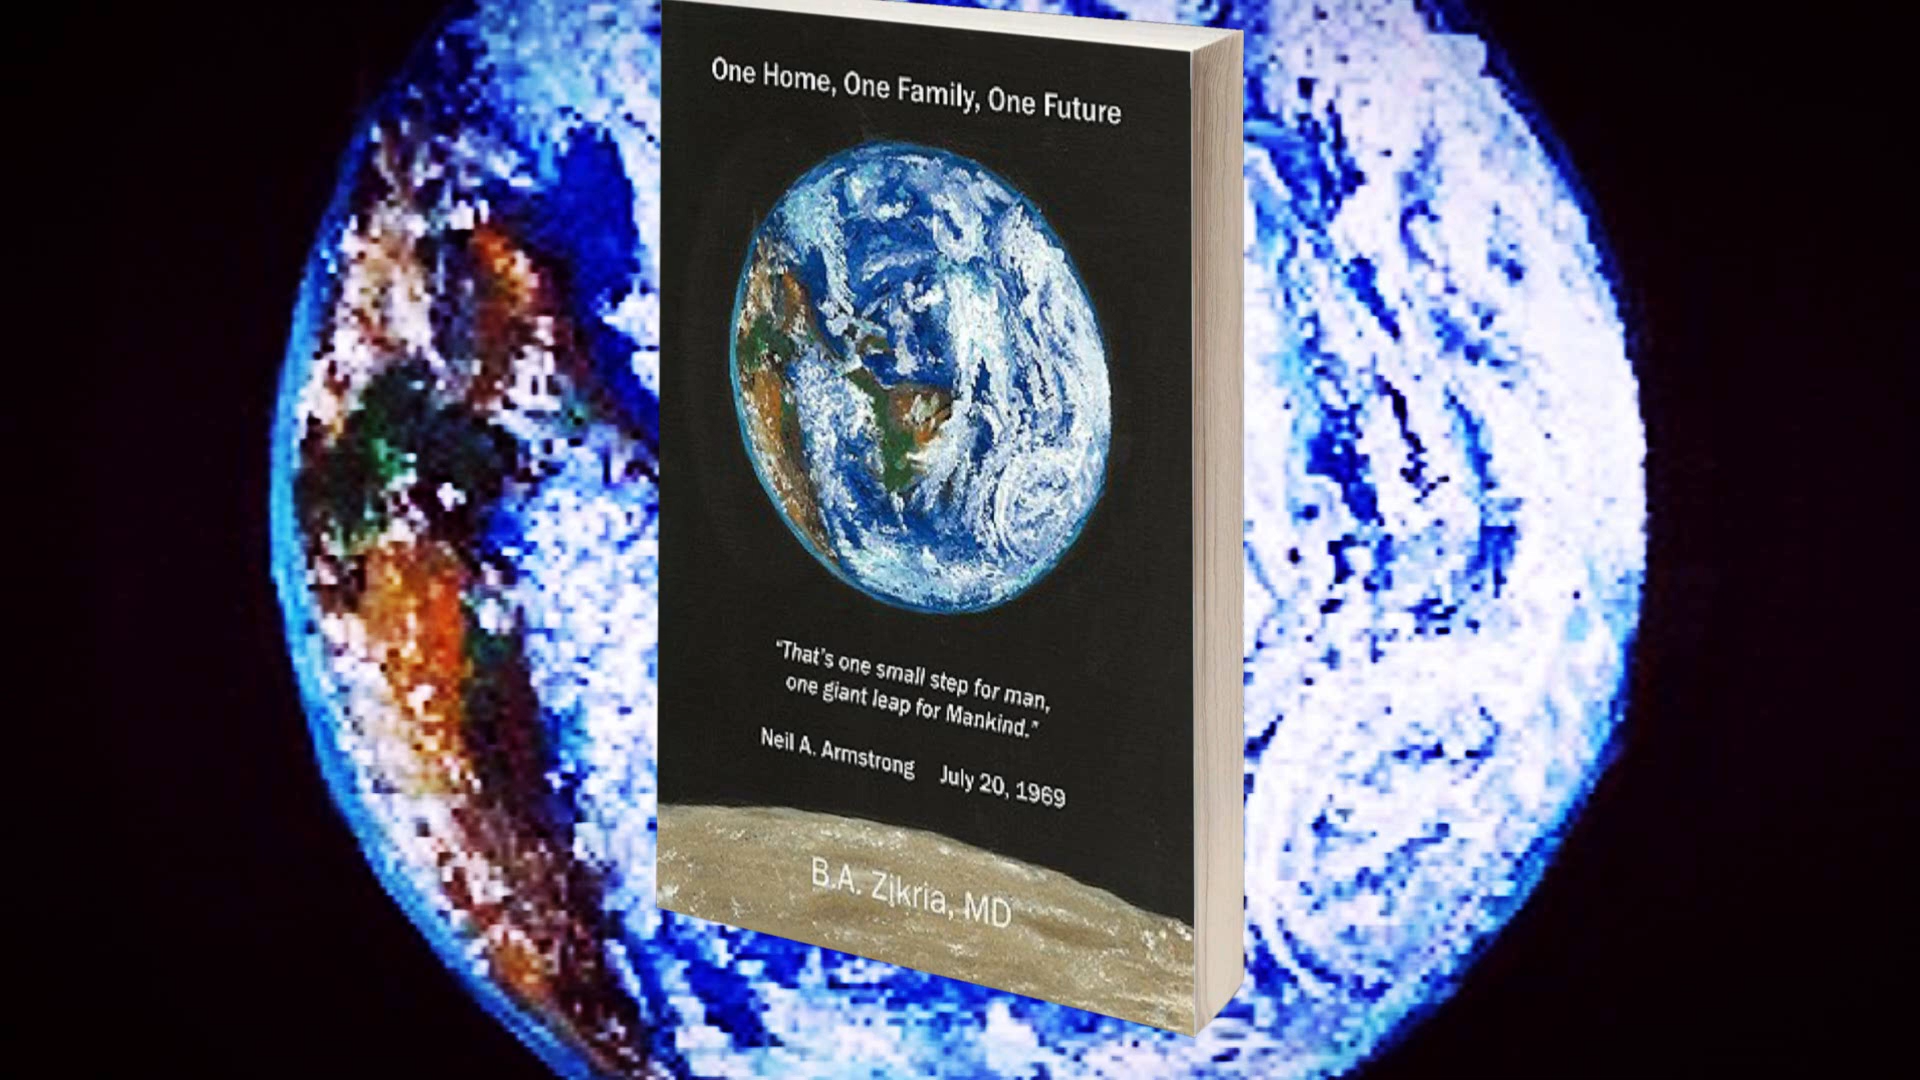 One Home, One Family, One Future
"That's one small step for man,
one giant leap for Mankind."
Neil A. Armstrong July 20, 1969
B.A. Zikria, MD